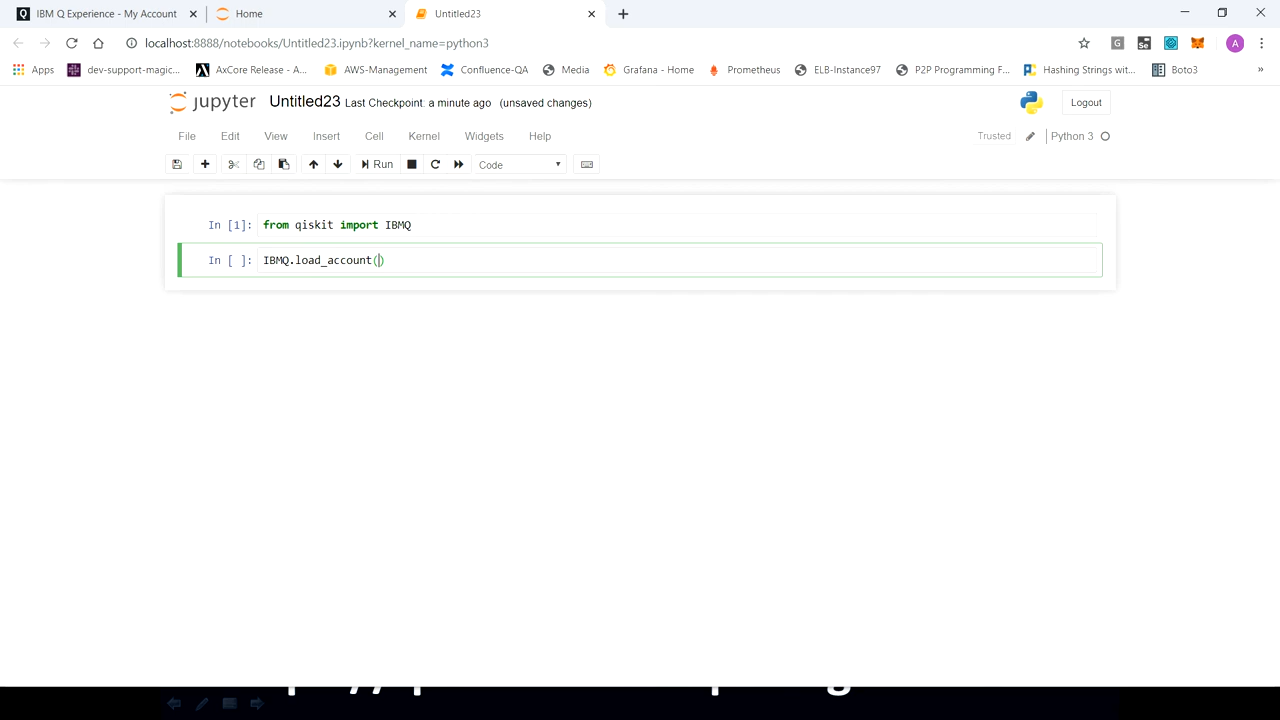 IBM Q Experience - My Account
Home
Untitled23
localhost:8888/notebooks/Untitled23.ipynb?kernel_name=python3
Apps dev-support-magic... AxCore Release - A... AWS-Management Confluence-QA Media Grafana - Home Prometheus ELB-Instance97 P2P Programming F... Hashing Strings wit... Boto3 »
jupyter Untitled23 Last Checkpoint: a minute ago (unsaved changes) Logout
File Edit View Insert Cell Kernel Widgets Help Trusted Python 3
Run Code
In [1]: from qiskit import IBMQ
In [ ]: IBMQ.load_account()